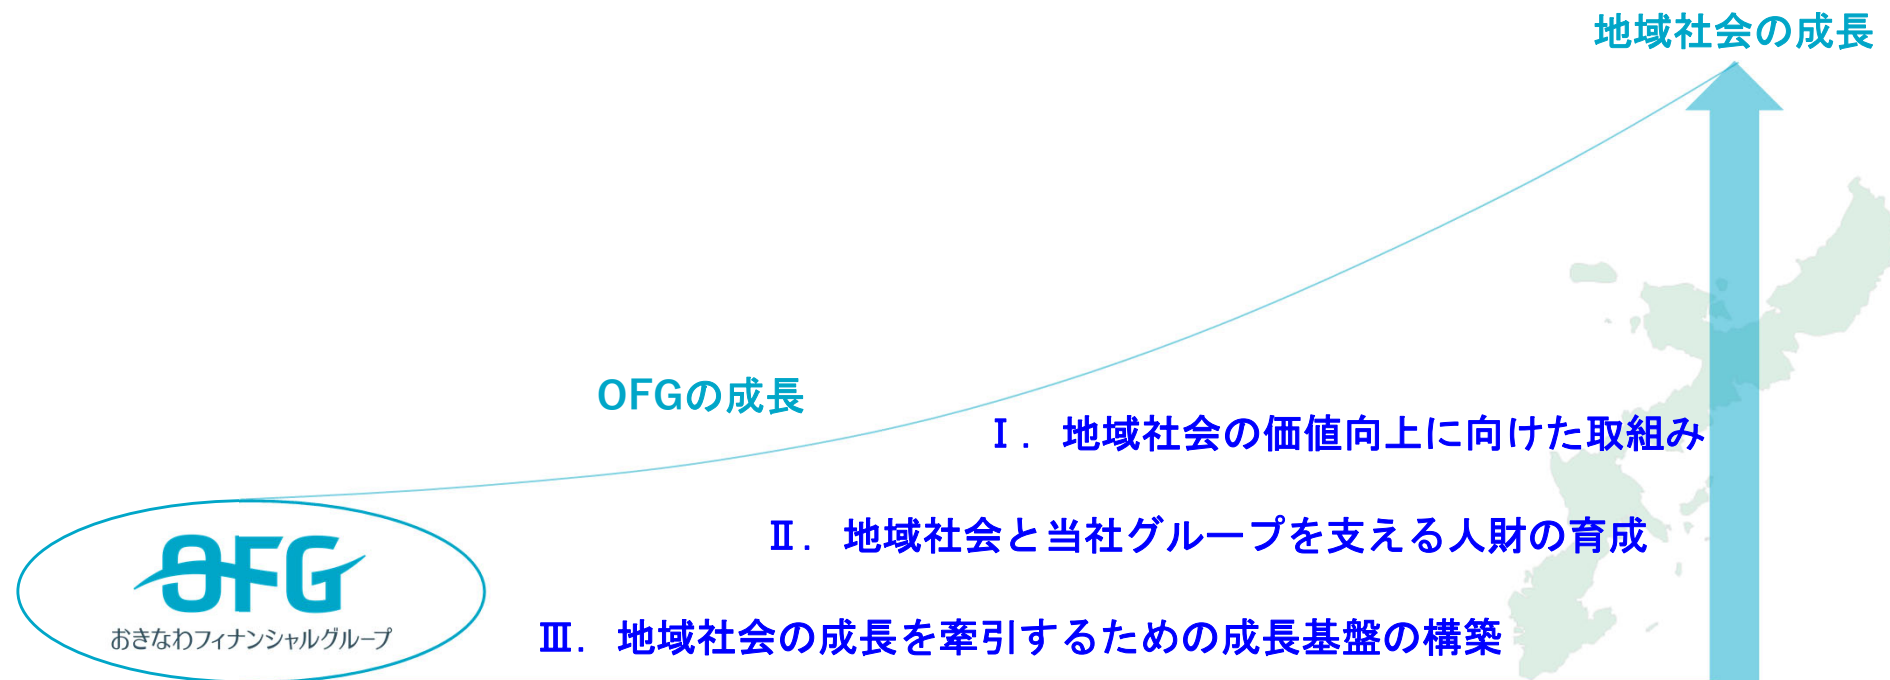 地域社会の成長
OFGの成長
Ⅰ．地域社会の価値向上に向けた取組み
Ⅱ．地域社会と当社グループを支える人財の育成
OFG
おきなわフィナンシャルグループ
Ⅲ．地域社会の成長を牽引するための成長基盤の構築